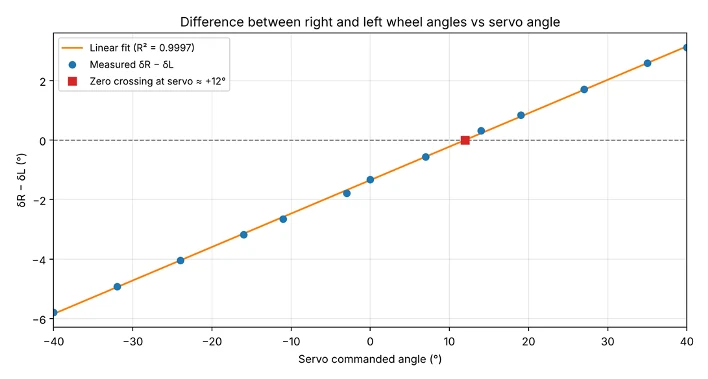 Difference between right and left wheel angles vs servo angle
Linear fit (R² = 0.9997)
Measured δR − δL
Zero crossing at servo ≈ +12°
δR − δL (°)
2
0
−2
−4
−6
−40
−30
−20
−10
0
10
20
30
40
Servo commanded angle (°)